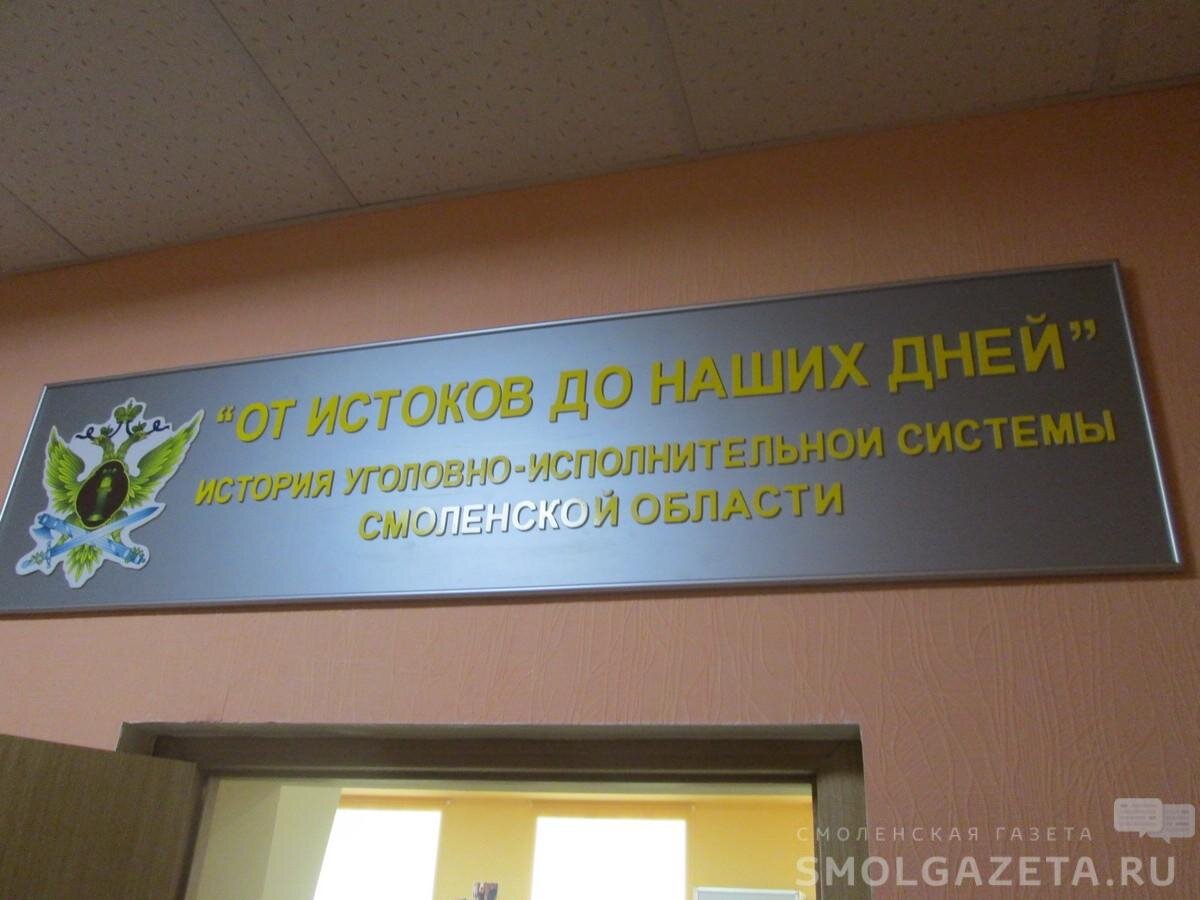 “ОТ ИСТОКОВ ДО НАШИХ ДНЕЙ”
ИСТОРИЯ УГОЛОВНО-ИСПОЛНИТЕЛЬНОЙ СИСТЕМЫ
СМОЛЕНСКОЙ ОБЛАСТИ
СМОЛЕНСКАЯ ГАЗЕТА
SMOLGAZETA.RU